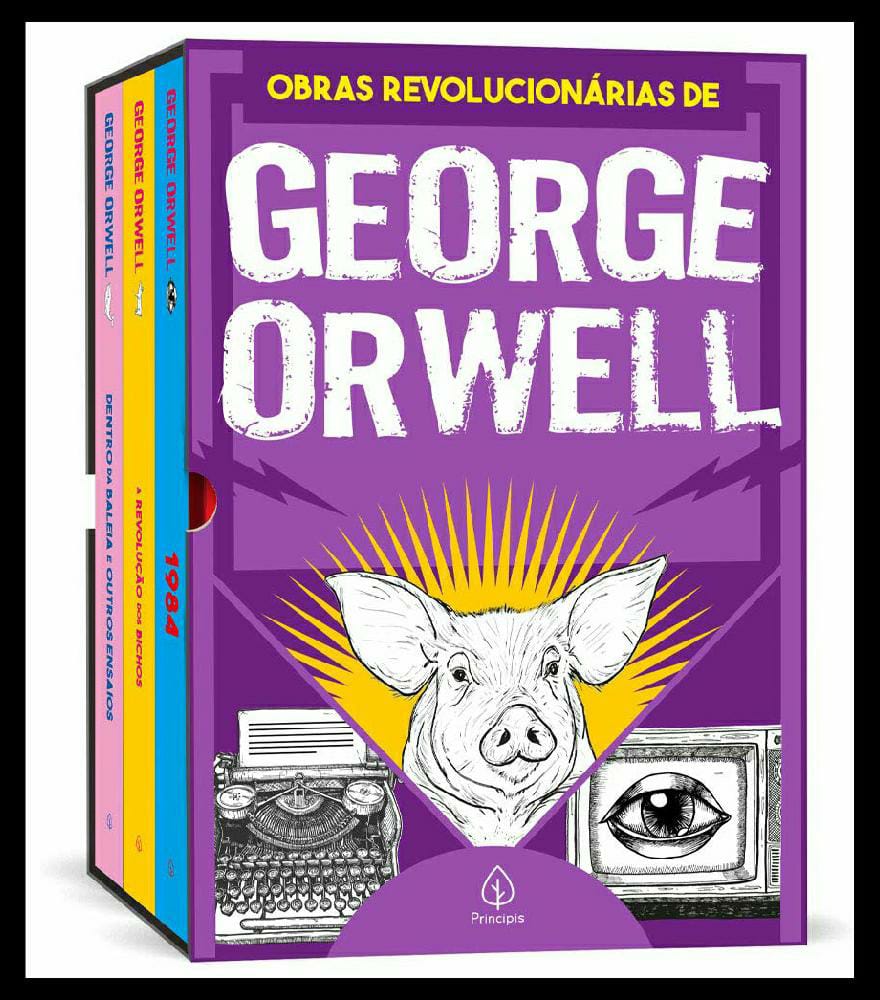 OBRAS REVOLUCIONÁRIAS DE
GEORGE
ORWELL
GEORGE ORWELL DENTRO DA BALEIA E OUTROS ENSAIOS
GEORGE ORWELL A REVOLUÇÃO DOS BICHOS
GEORGE ORWELL 1984
Principis